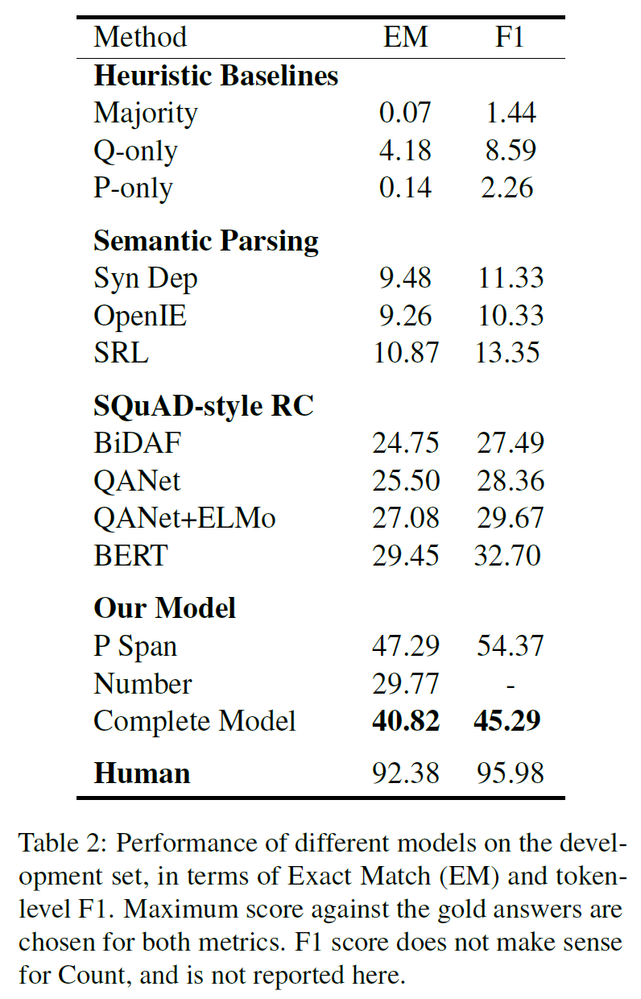 Method EM F1
Heuristic Baselines
Majority 0.07 1.44
Q-only 4.18 8.59
P-only 0.14 2.26
Semantic Parsing
Syn Dep 9.48 11.33
OpenIE 9.26 10.33
SRL 10.87 13.35
SQuAD-style RC
BiDAF 24.75 27.49
QANet 25.50 28.36
QANet+ELMo 27.08 29.67
BERT 29.45 32.70
Our Model
P Span 47.29 54.37
Number 29.77 -
Complete Model 40.82 45.29
Human 92.38 95.98
Table 2: Performance of different models on the devel-
opment set, in terms of Exact Match (EM) and token-
level F1. Maximum score against the gold answers are
chosen for both metrics. F1 score does not make sense
for Count, and is not reported here.